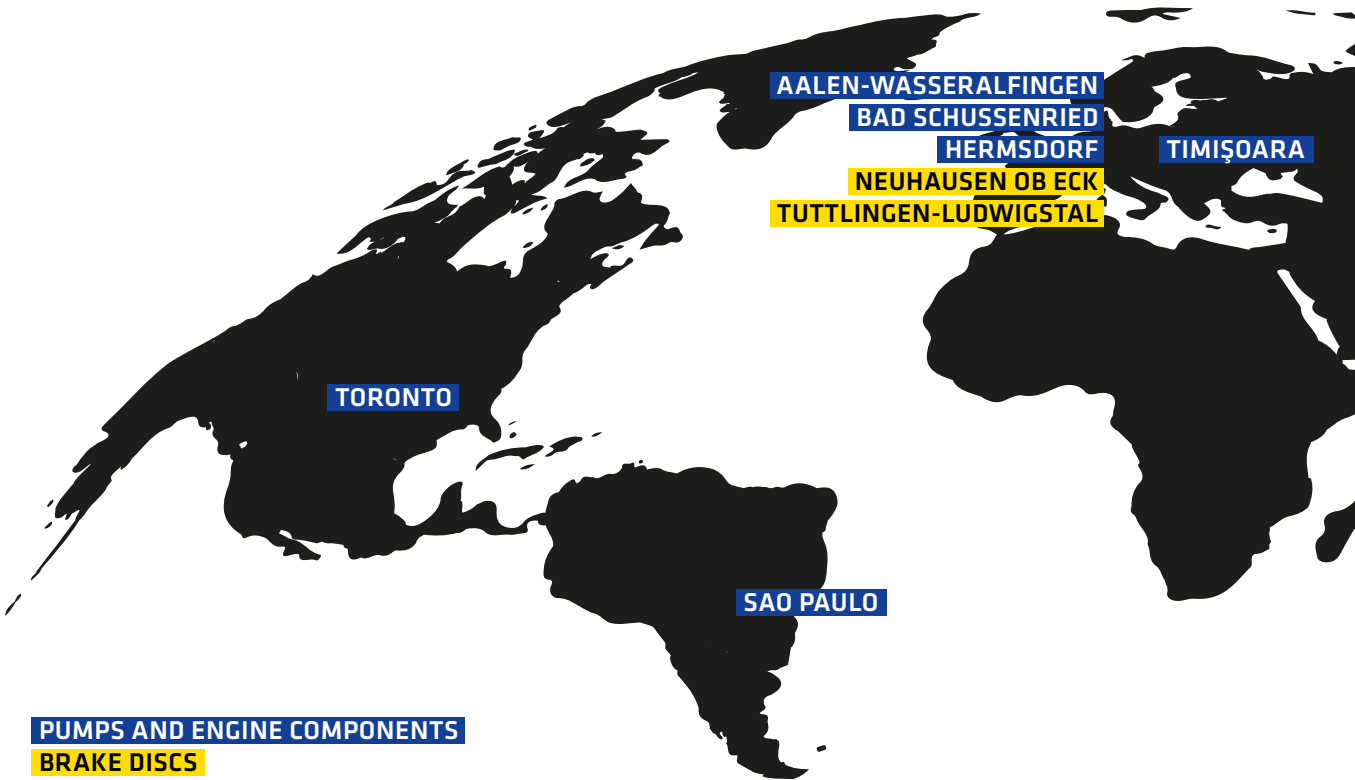 AALEN-WASSERALFINGEN
BAD SCHUSSENRIED
HERMSDORF
TIMIŞOARA
NEUHAUSEN OB ECK
TUTTLINGEN-LUDWIGSTAL
TORONTO
SAO PAULO
PUMPS AND ENGINE COMPONENTS
BRAKE DISCS